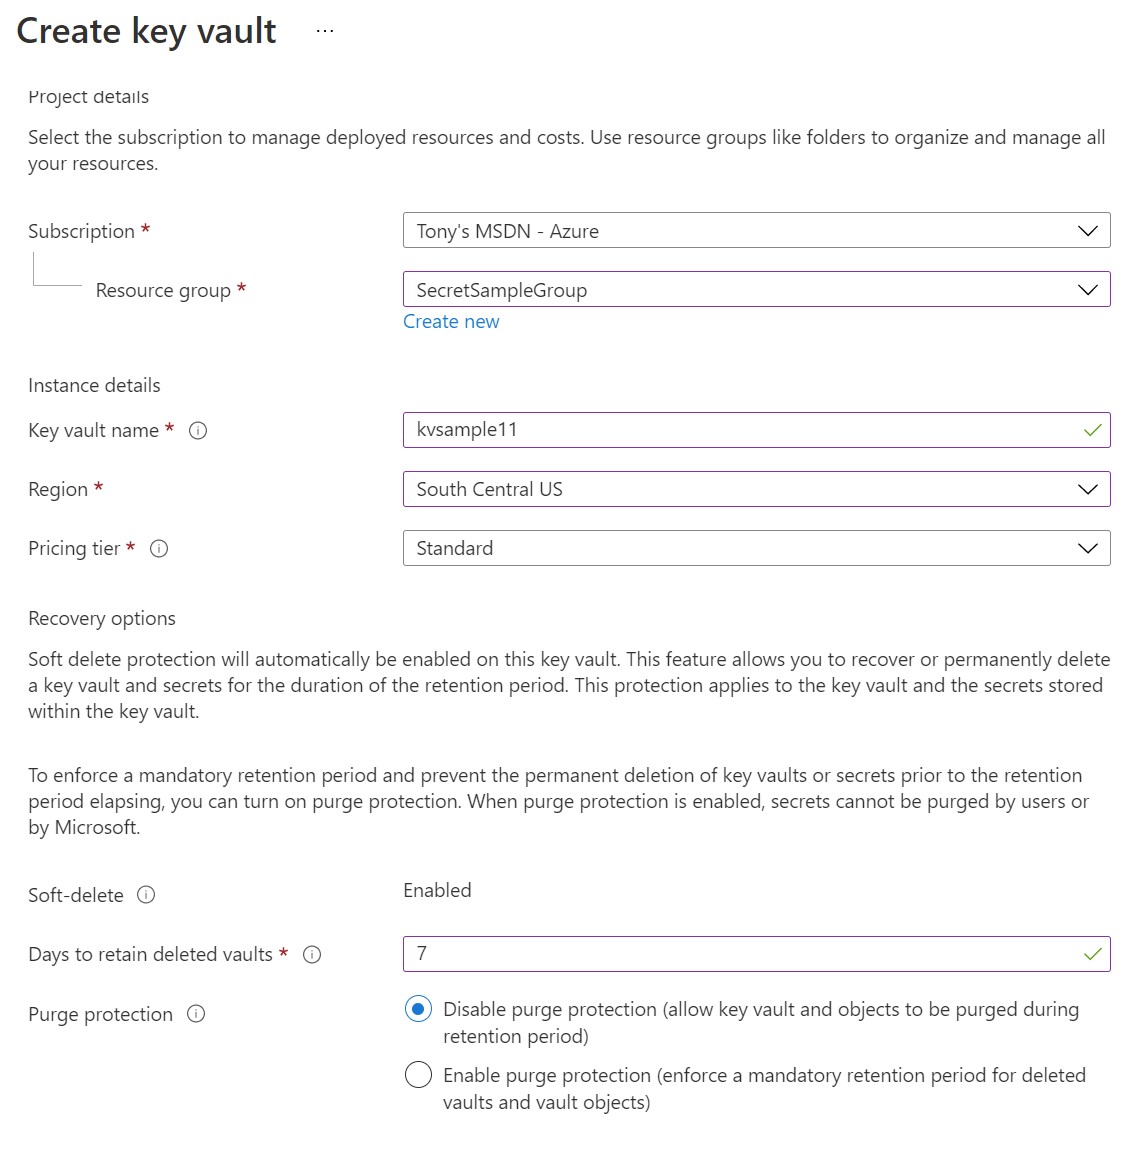 Create key vault ...
Project details
Select the subscription to manage deployed resources and costs. Use resource groups like folders to organize and manage all
your resources.
Subscription *
Tony's MSDN - Azure
Resource group *
SecretSampleGroup
Create new
Instance details
Key vault name *
kvsample11
Region *
South Central US
Pricing tier *
Standard
Recovery options
Soft delete protection will automatically be enabled on this key vault. This feature allows you to recover or permanently delete
a key vault and secrets for the duration of the retention period. This protection applies to the key vault and the secrets stored
within the key vault.
To enforce a mandatory retention period and prevent the permanent deletion of key vaults or secrets prior to the retention
period elapsing, you can turn on purge protection. When purge protection is enabled, secrets cannot be purged by users or
by Microsoft.
Soft-delete
Enabled
Days to retain deleted vaults *
7
Purge protection
Disable purge protection (allow key vault and objects to be purged during
retention period)
Enable purge protection (enforce a mandatory retention period for deleted
vaults and vault objects)